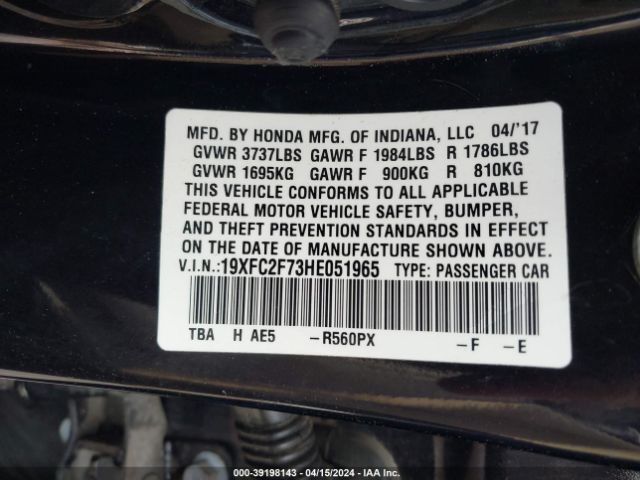 MFD. BY HONDA MFG. OF INDIANA, LLC 04/'17
GVWR 3737LBS GAWR F 1984LBS R 1786LBS
GVWR 1695KG GAWR F 900KG R 810KG
THIS VEHICLE CONFORMS TO ALL APPLICABLE
FEDERAL MOTOR VEHICLE SAFETY, BUMPER,
AND THEFT PREVENTION STANDARDS IN EFFECT
ON THE DATE OF MANUFACTURE SHOWN ABOVE.
V.I.N.:19XFC2F73HE051965 TYPE: PASSENGER CAR
TBA H AE5 –R560PX –F –E
000-39198143 - 04/15/2024 - IAA Inc.